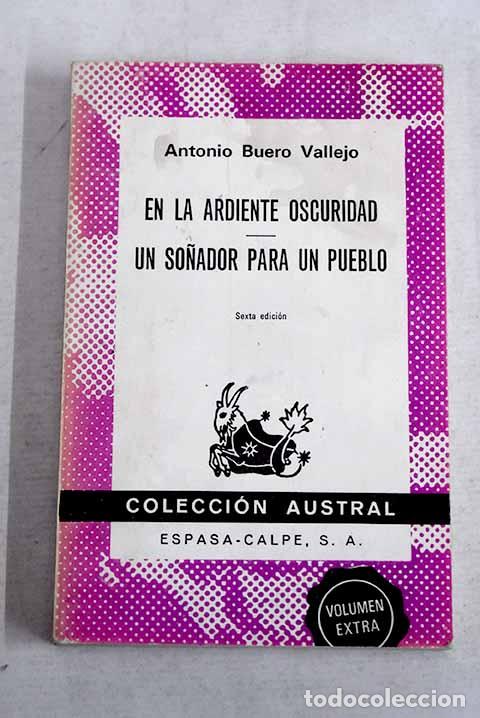 Antonio Buero Vallejo
EN LA ARDIENTE OSCURIDAD
UN SOÑADOR PARA UN PUEBLO
Sexta edición
COLECCIÓN AUSTRAL
ESPASA-CALPE, S. A.
VOLUMEN
EXTRA
todocoleccion